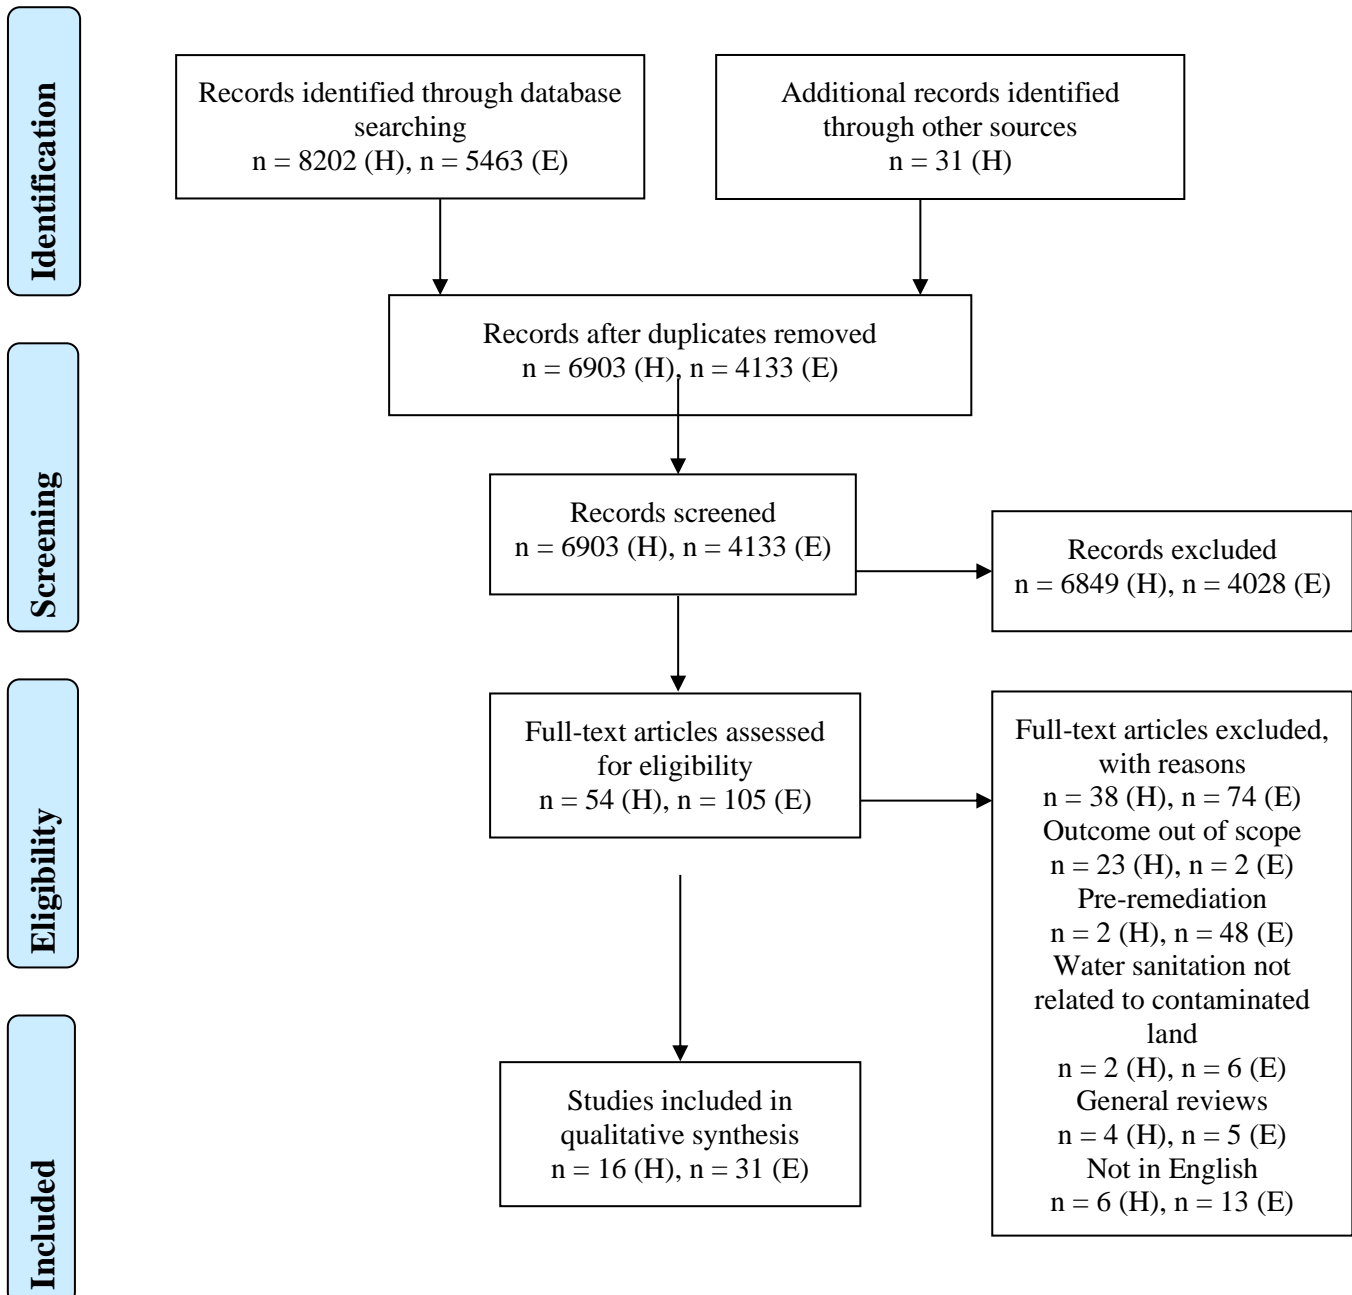 Identification
Records identified through database
searching
n = 8202 (H), n = 5463 (E)
Additional records identified
through other sources
n = 31 (H)
Records after duplicates removed
n = 6903 (H), n = 4133 (E)
Screening
Records screened
n = 6903 (H), n = 4133 (E)
Records excluded
n = 6849 (H), n = 4028 (E)
Eligibility
Full-text articles assessed
for eligibility
n = 54 (H), n = 105 (E)
Full-text articles excluded,
with reasons
n = 38 (H), n = 74 (E)
Outcome out of scope
n = 23 (H), n = 2 (E)
Pre-remediation
n = 2 (H), n = 48 (E)
Water sanitation not
related to contaminated
land
n = 2 (H), n = 6 (E)
General reviews
n = 4 (H), n = 5 (E)
Not in English
n = 6 (H), n = 13 (E)
Included
Studies included in
qualitative synthesis
n = 16 (H), n = 31 (E)